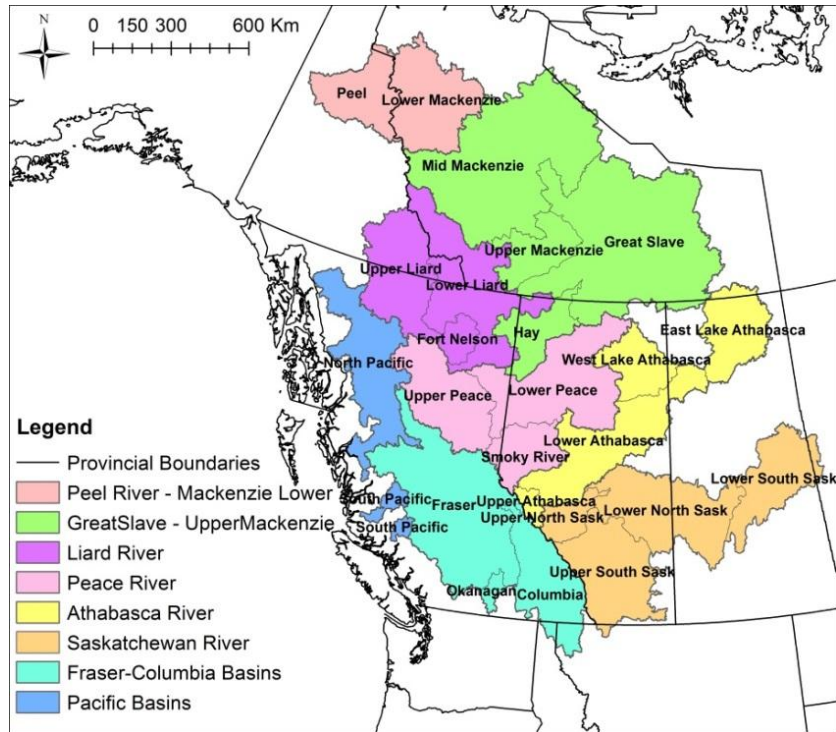 N
0 150 300 600 Km
Peel
Lower Mackenzie
Mid Mackenzie
Upper Mackenzie
Great Slave
Upper Liard
Lower Liard
Fort Nelson
Hay
East Lake Athabasca
West Lake Athabasca
North Pacific
Upper Peace
Lower Peace
Lower Athabasca
Smoky River
Lower South Sask
South Pacific
Fraser
Upper Athabasca
Upper North Sask
Lower North Sask
South Pacific
Upper South Sask
Okanagan
Columbia
Legend
Provincial Boundaries
Peel River - Mackenzie Lower
GreatSlave - UpperMackenzie
Liard River
Peace River
Athabasca River
Saskatchewan River
Fraser-Columbia Basins
Pacific Basins